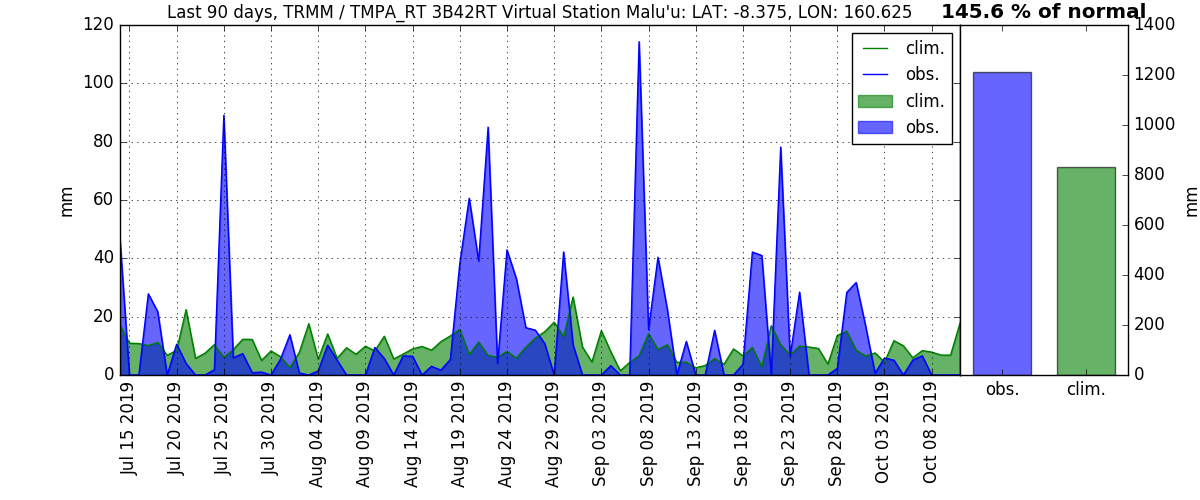 Last 90 days, TRMM / TMPA_RT 3B42RT Virtual Station Malu'u: LAT: -8.375, LON: 160.625
145.6 % of normal
120
100
80
60
40
20
0
mm
clim.
obs.
clim.
obs.
Jul 15 2019
Jul 20 2019
Jul 25 2019
Jul 30 2019
Aug 04 2019
Aug 09 2019
Aug 14 2019
Aug 19 2019
Aug 24 2019
Aug 29 2019
Sep 03 2019
Sep 08 2019
Sep 13 2019
Sep 18 2019
Sep 23 2019
Sep 28 2019
Oct 03 2019
Oct 08 2019
1400
1200
1000
800
600
400
200
0
mm
obs.
clim.